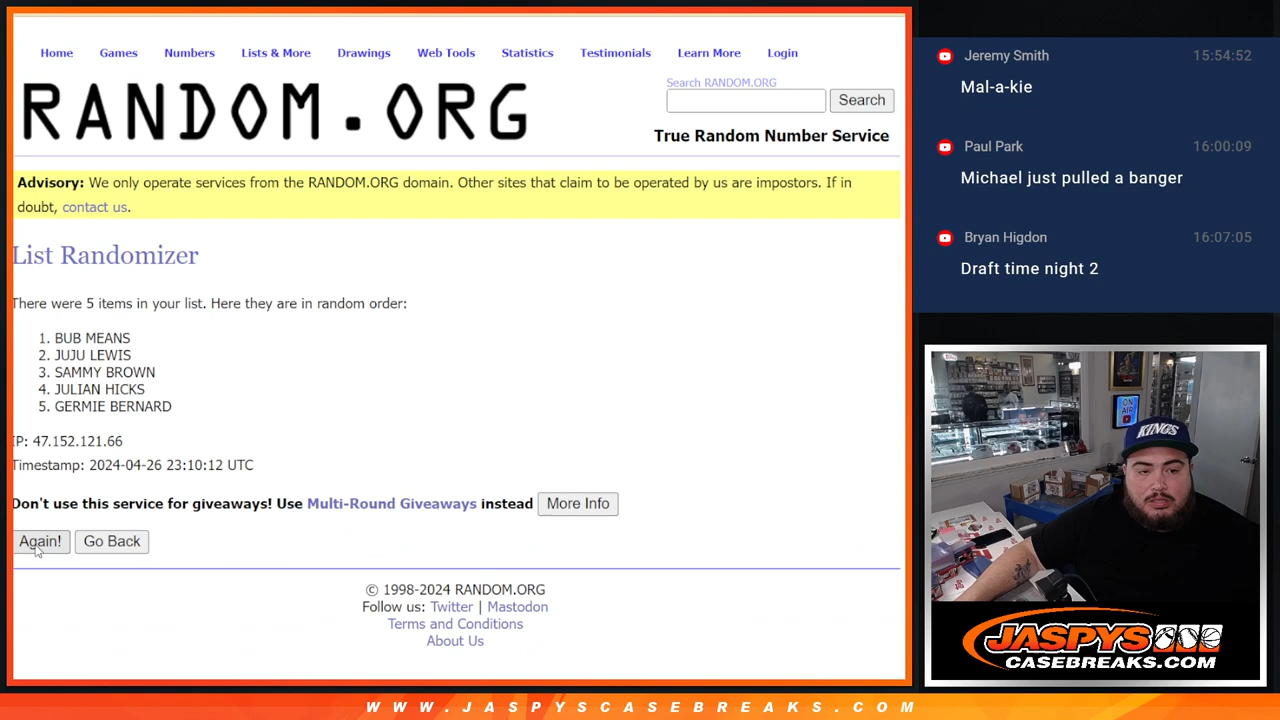 Home Games Numbers Lists & More Drawings Web Tools Statistics Testimonials Learn More Login
RANDOM.ORG
Search RANDOM.ORG
Search
True Random Number Service
Advisory: We only operate services from the RANDOM.ORG domain. Other sites that claim to be operated by us are impostors. If in
doubt, contact us.
List Randomizer
There were 5 items in your list. Here they are in random order:
1. BUB MEANS
2. JUJU LEWIS
3. SAMMY BROWN
4. JULIAN HICKS
5. GERMIE BERNARD
IP: 47.152.121.66
Timestamp: 2024-04-26 23:10:12 UTC
Don't use this service for giveaways! Use Multi-Round Giveaways instead More Info
Again! Go Back
© 1998-2024 RANDOM.ORG
Follow us: Twitter | Mastodon
Terms and Conditions
About Us
Jeremy Smith 15:54:52
Mal-a-kie
Paul Park 16:00:09
Michael just pulled a banger
Bryan Higdon 16:07:05
Draft time night 2
ON
AIR
KINGS
JASPYS
CASEBREAKS.COM
WWW.JASPYSCASEBREAKS.COM